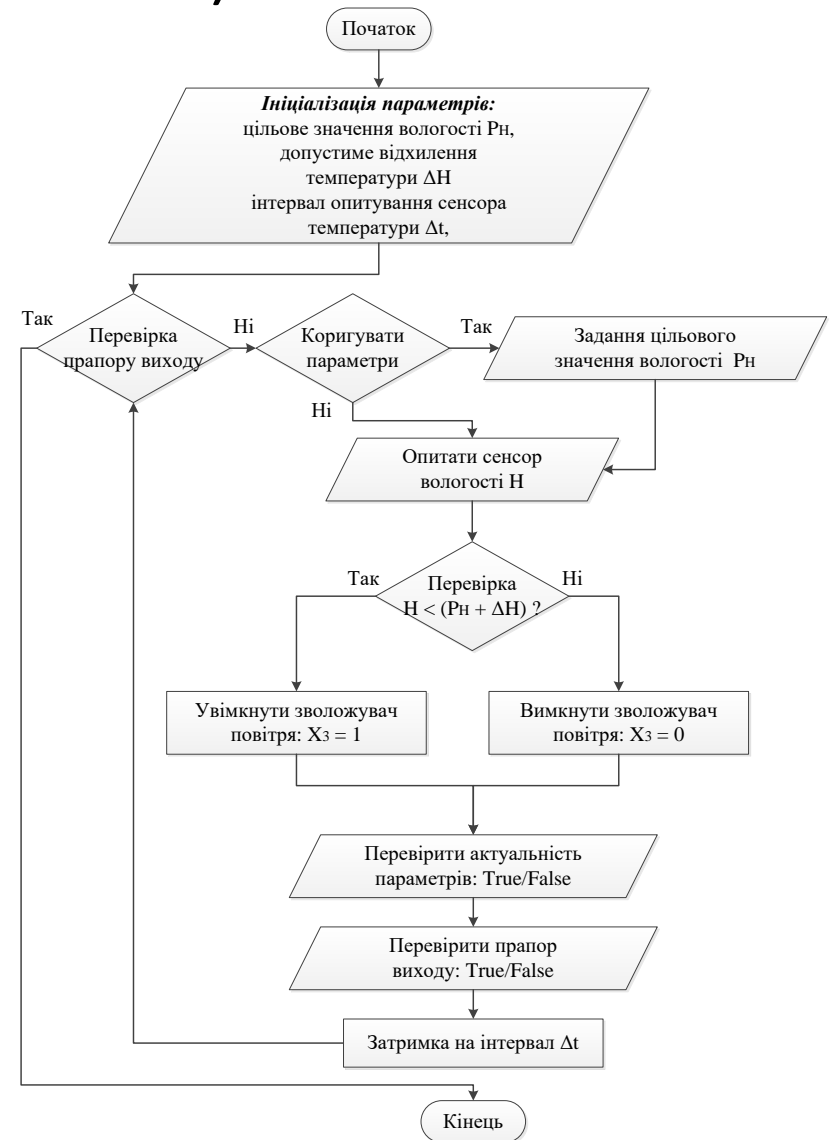 Початок
Ініціалізація параметрів:
цільове значення вологості Pн,
допустиме відхилення
температури ΔH
інтервал опитування сенсора
температури Δt,
Так
Перевірка
прапору виходу
Ні
Коригувати
параметри
Так
Задання цільового
значення вологості Pн
Ні
Опитати сенсор
вологості H
Так
Перевірка
H < (Pн + ΔH) ?
Ні
Увімкнути зволожувач
повітря: X3 = 1
Вимкнути зволожувач
повітря: X3 = 0
Перевірити актуальність
параметрів: True/False
Перевірити прапор
виходу: True/False
Затримка на інтервал Δt
Кінець